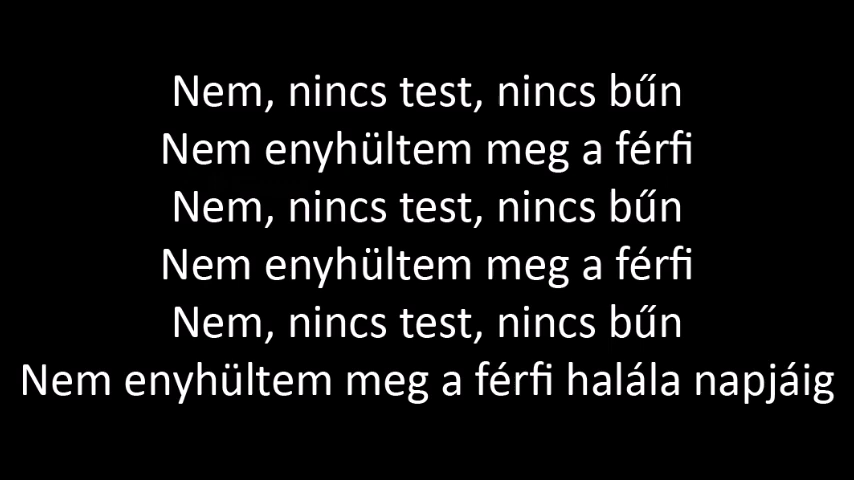 Nem, nincs test, nincs bűn
Nem enyhültem meg a férfi
Nem, nincs test, nincs bűn
Nem enyhültem meg a férfi
Nem, nincs test, nincs bűn
Nem enyhültem meg a férfi halála napjáig